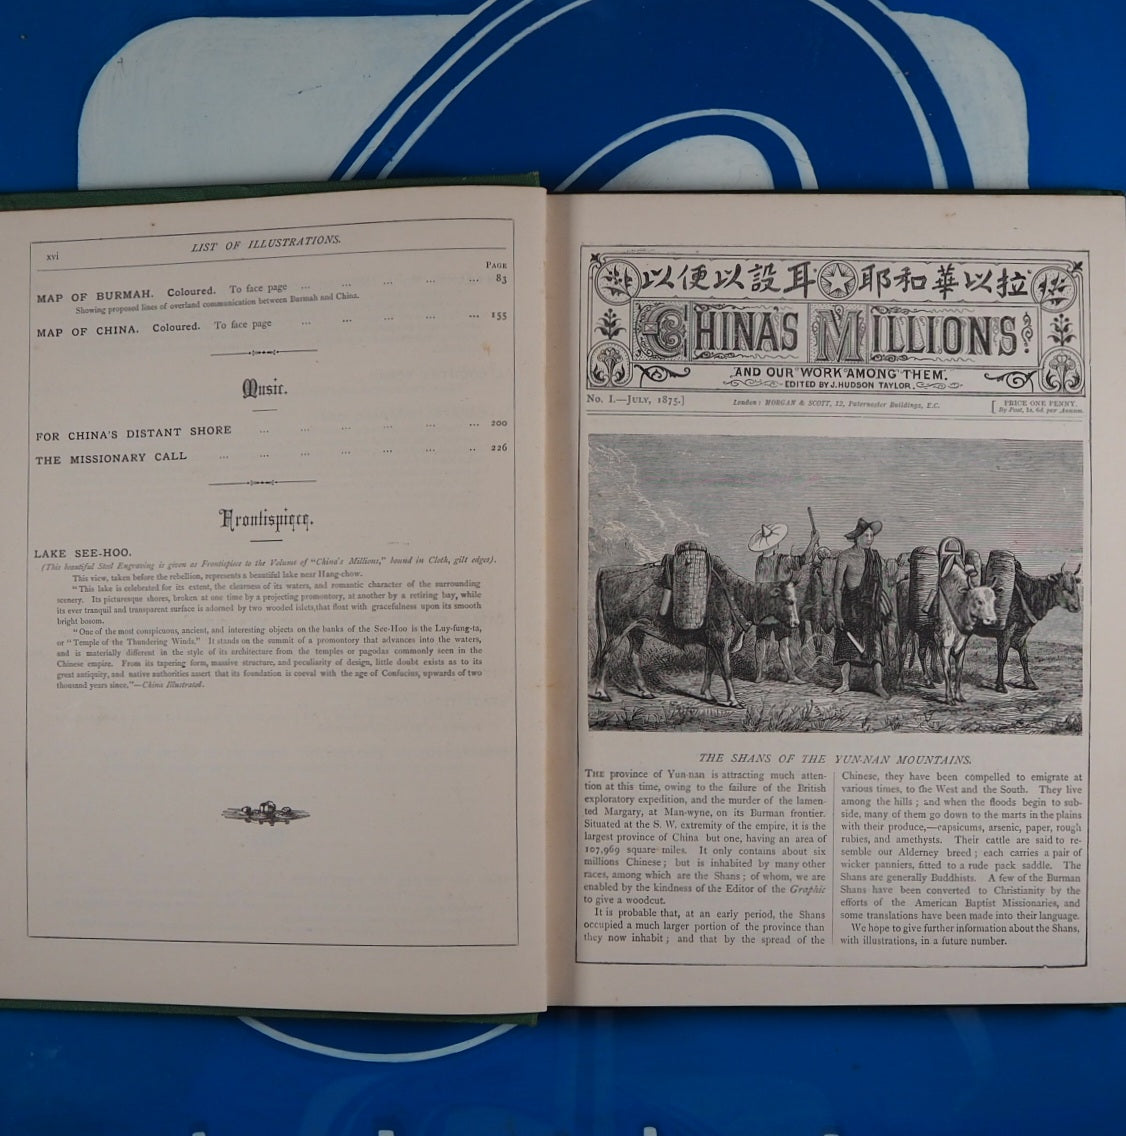 xvi
LIST OF ILLUSTRATIONS.
PAGE
MAP OF BURMAH. Coloured. To face page ... ... ... ... ... 83
Showing proposed lines of overland communication between Burmah and China.
MAP OF CHINA. Coloured. To face page ... ... ... ... ... 155
Music.
FOR CHINA'S DISTANT SHORE ... ... ... ... ... ... 200
THE MISSIONARY CALL ... ... ... ... ... .. 226
Frontispiece.
LAKE SEE-HOO.
(This beautiful Steel Engraving is given as Frontispiece to the Volume of "China's Millions," bound in Cloth, gilt edges).
This view, taken before the rebellion, represents a beautiful lake near Hang-chow.
"This lake is celebrated for its extent, the clearness of its waters, and romantic character of the surrounding
scenery. Its picturesque shores, broken at one time by a projecting promontory, at another by a retiring bay, while
its ever tranquil and transparent surface is adorned by two wooded islets,that float with gracefulness upon its smooth
bright bosom.
"One of the most conspicuous, ancient, and interesting objects on the banks of the See-Hoo is the Luy-fung-ta,
or "Temple of the Thundering Winds." It stands on the summit of a promontory that advances into the waters,
and is materially different in the style of its architecture from the temples or pagodas commonly seen in the
Chinese empire. From its tapering form, massive structure, and peculiarity of design, little doubt exists as to its
great antiquity, and native authorities assert that its foundation is coeval with the age of Confucius, upwards of two
thousand years since."—China Illustrated.
以便以設耳 耶和華以拉
CHINA'S MILLIONS
AND OUR WORK AMONG THEM.
EDITED BY J. HUDSON TAYLOR.
No. I.—JULY, 1875.] London: MORGAN & SCOTT, 12, Paternoster Buildings, E.C. [PRICE ONE PENNY.
By Post, 1s. 6d. per Annum.
THE SHANS OF THE YUN-NAN MOUNTAINS.
THE province of Yun-nan is attracting much atten-
tion at this time, owing to the failure of the British
exploratory expedition, and the murder of the lamen-
ted Margary, at Man-wyne, on its Burman frontier.
Situated at the S. W. extremity of the empire, it is the
largest province of China but one, having an area of
107,969 square miles. It only contains about six
millions Chinese; but is inhabited by many other
races, among which are the Shans; of whom, we are
enabled by the kindness of the Editor of the Graphic
to give a woodcut.
It is probable that, at an early period, the Shans
occupied a much larger portion of the province than
they now inhabit; and that by the spread of the
Chinese, they have been compelled to emigrate at
various times, to the West and the South. They live
among the hills; and when the floods begin to sub-
side, many of them go down to the marts in the plains
with their produce,—capsicums, arsenic, paper, rough
rubies, and amethysts. Their cattle are said to re-
semble our Alderney breed; each carries a pair of
wicker panniers, fitted to a rude pack saddle. The
Shans are generally Buddhists. A few of the Burman
Shans have been converted to Christianity by the
efforts of the American Baptist Missionaries, and
some translations have been made into their language.
We hope to give further information about the Shans,
with illustrations, in a future number.